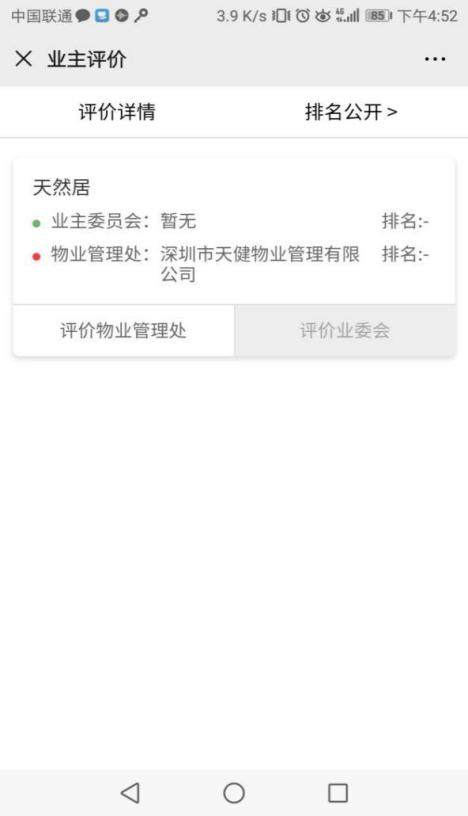 中国联通 3.9 K/s 4G 85 下午4:52
业主评价
评价详情 排名公开 >
天然居
业主委员会： 暂无 排名:-
物业管理处： 深圳市天健物业管理有限 排名:-
公司
评价物业管理处 评价业委会